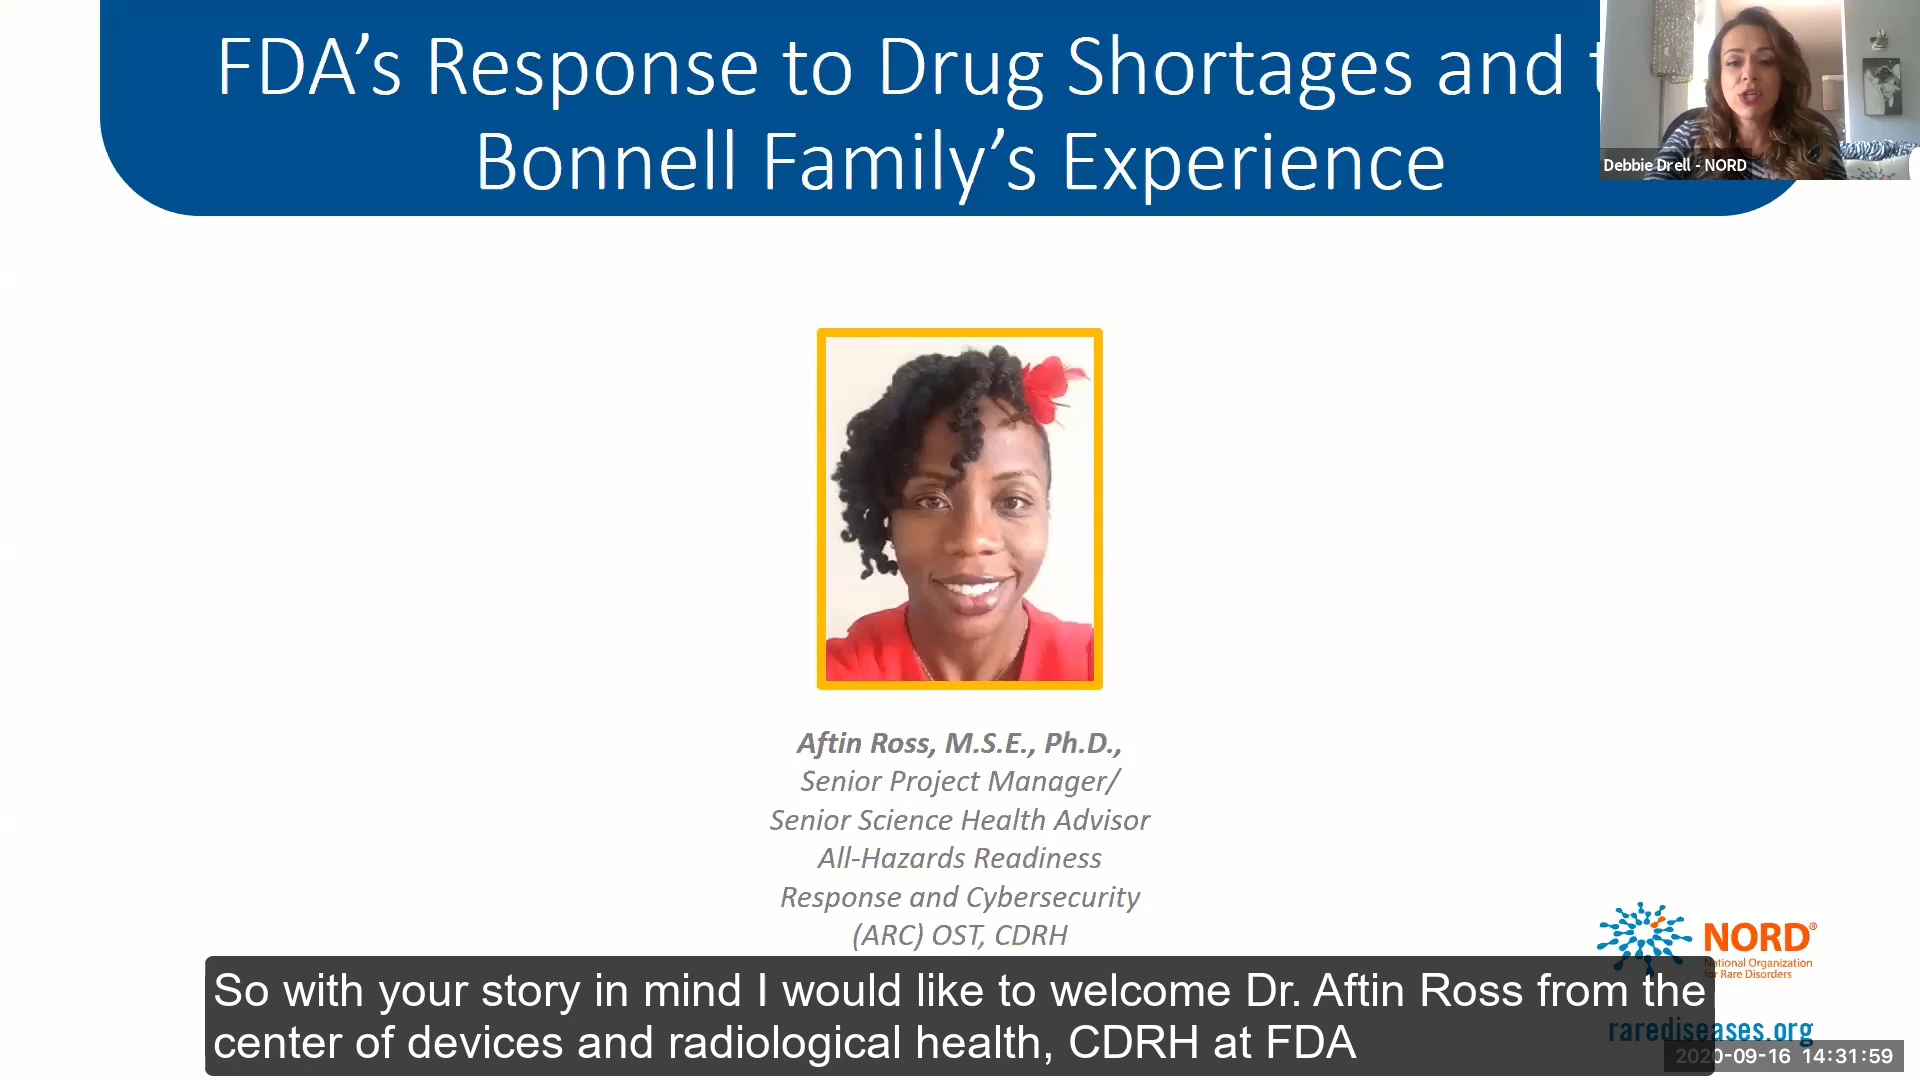 FDA's Response to Drug Shortages and t
Bonnell Family's Experience
Debbie Drell - NORD
Aftin Ross, M.S.E., Ph.D.,
Senior Project Manager/
Senior Science Health Advisor
All-Hazards Readiness
Response and Cybersecurity
(ARC) OST, CDRH
NORD®
National Organization
for Rare Disorders
rarediseases.org
So with your story in mind I would like to welcome Dr. Aftin Ross from the
center of devices and radiological health, CDRH at FDA
2020-09-16 14:31:59